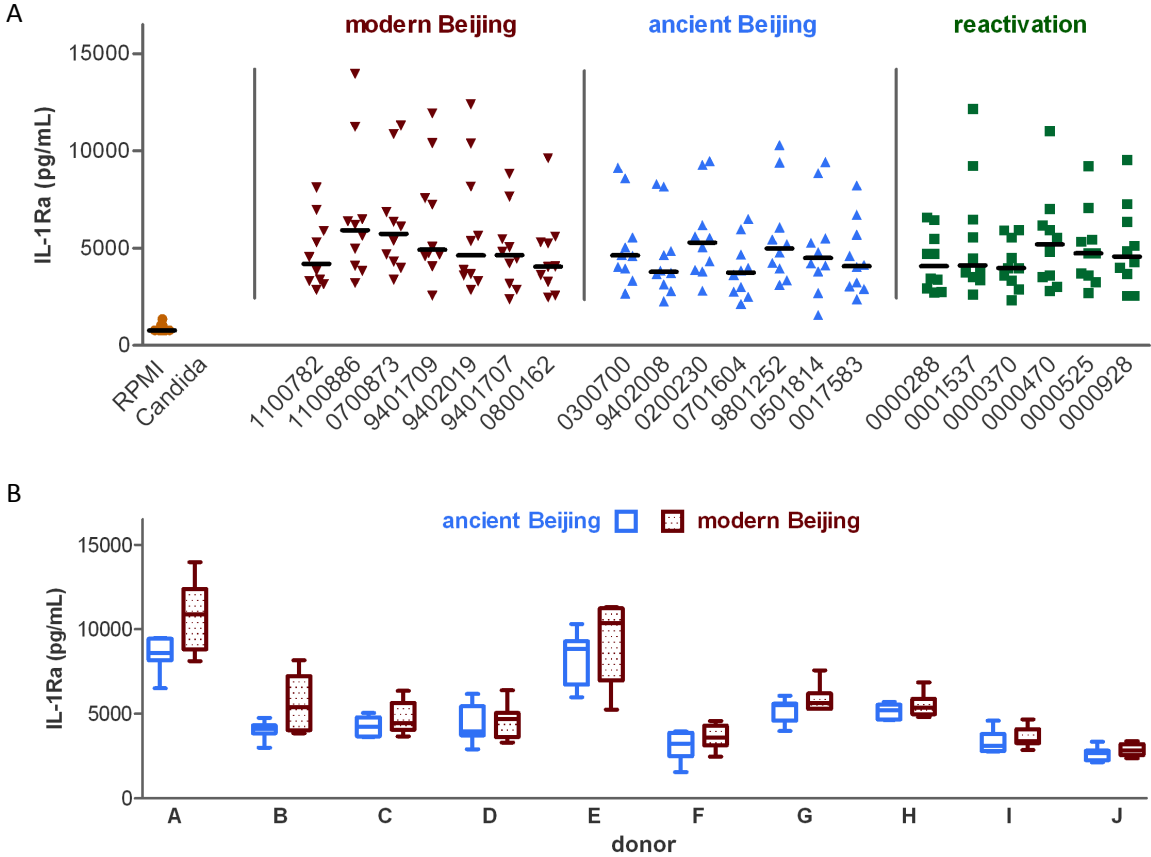 A
modern Beijing ancient Beijing reactivation
IL-1Ra (pg/mL)
15000
10000
5000
0
RPMI
Candida
1100782
1100886
0700873
9401709
9402019
9401707
0800162
0300700
9402008
0200230
0701604
9801252
0501814
0017583
0000288
0001537
0000370
0000470
0000525
0000928
B
ancient Beijing modern Beijing
IL-1Ra (pg/mL)
15000
10000
5000
0
A B C D E F G H I J
donor